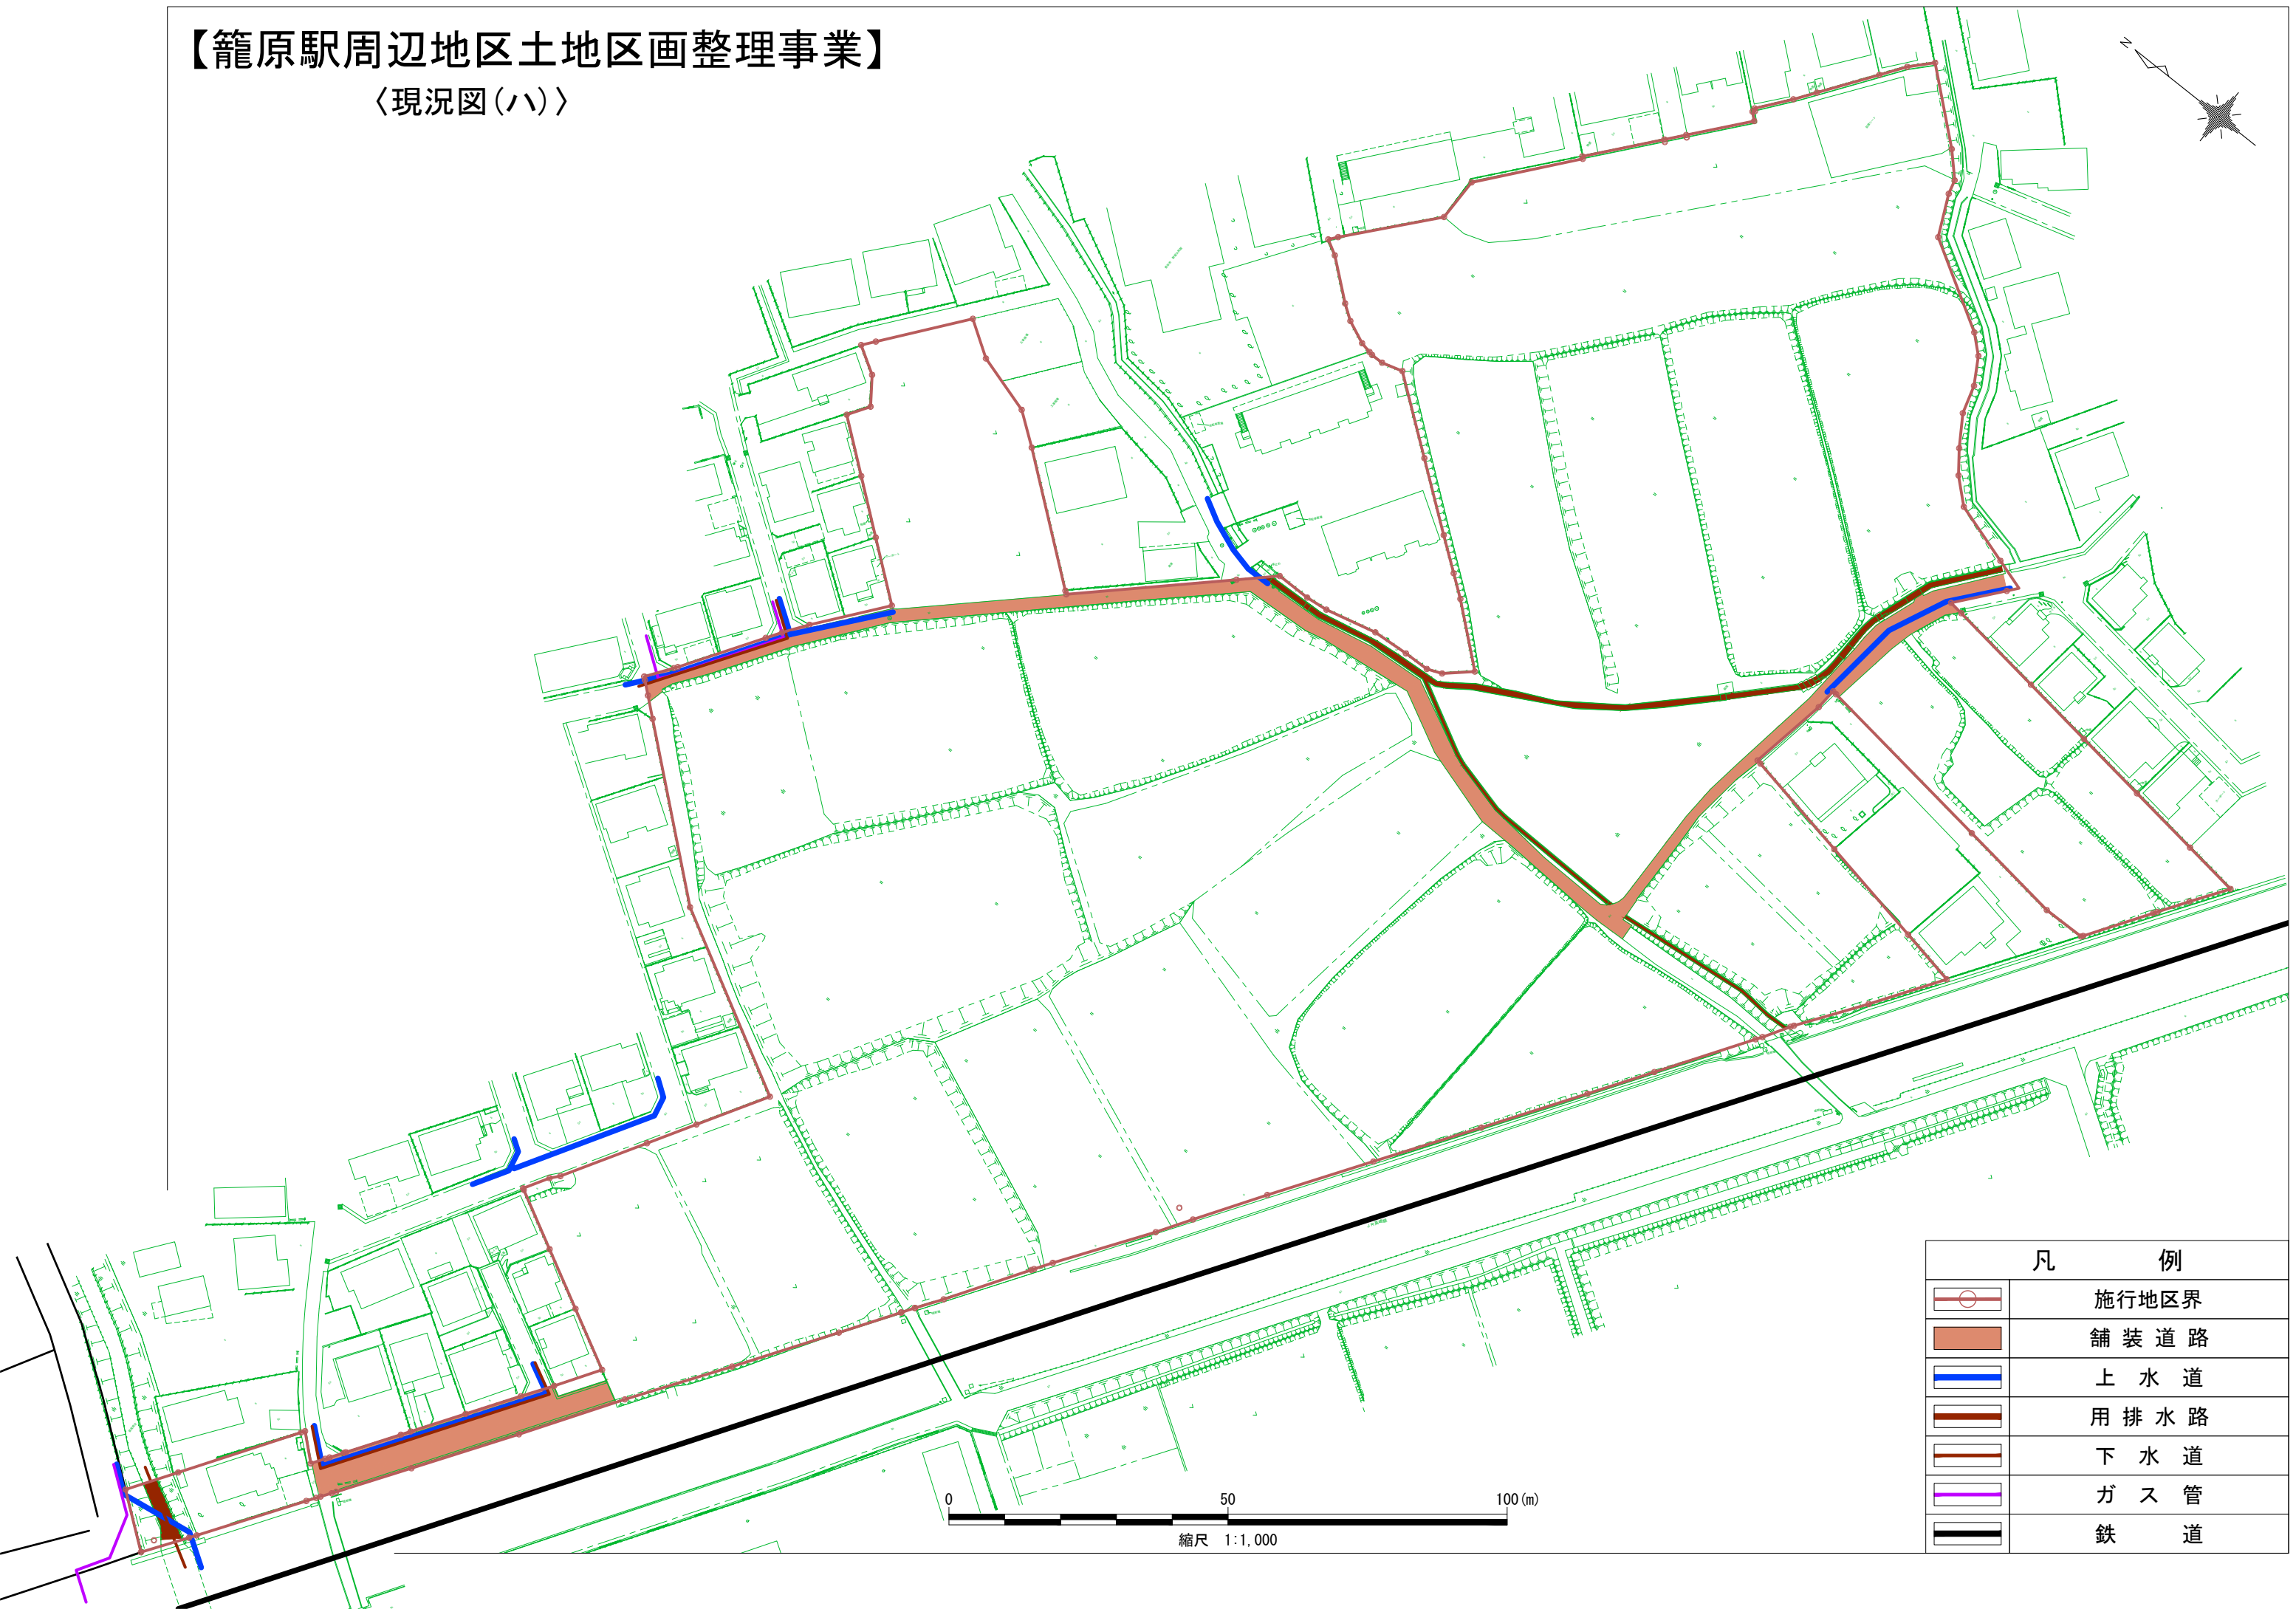 【籠原駅周辺地区土地区画整理事業】
〈現況図(ハ)〉
N
凡 例
施行地区界
舗装道路
上水道
用排水路
下水道
ガス管
鉄道
0 50 100(m)
縮尺 1:1,000